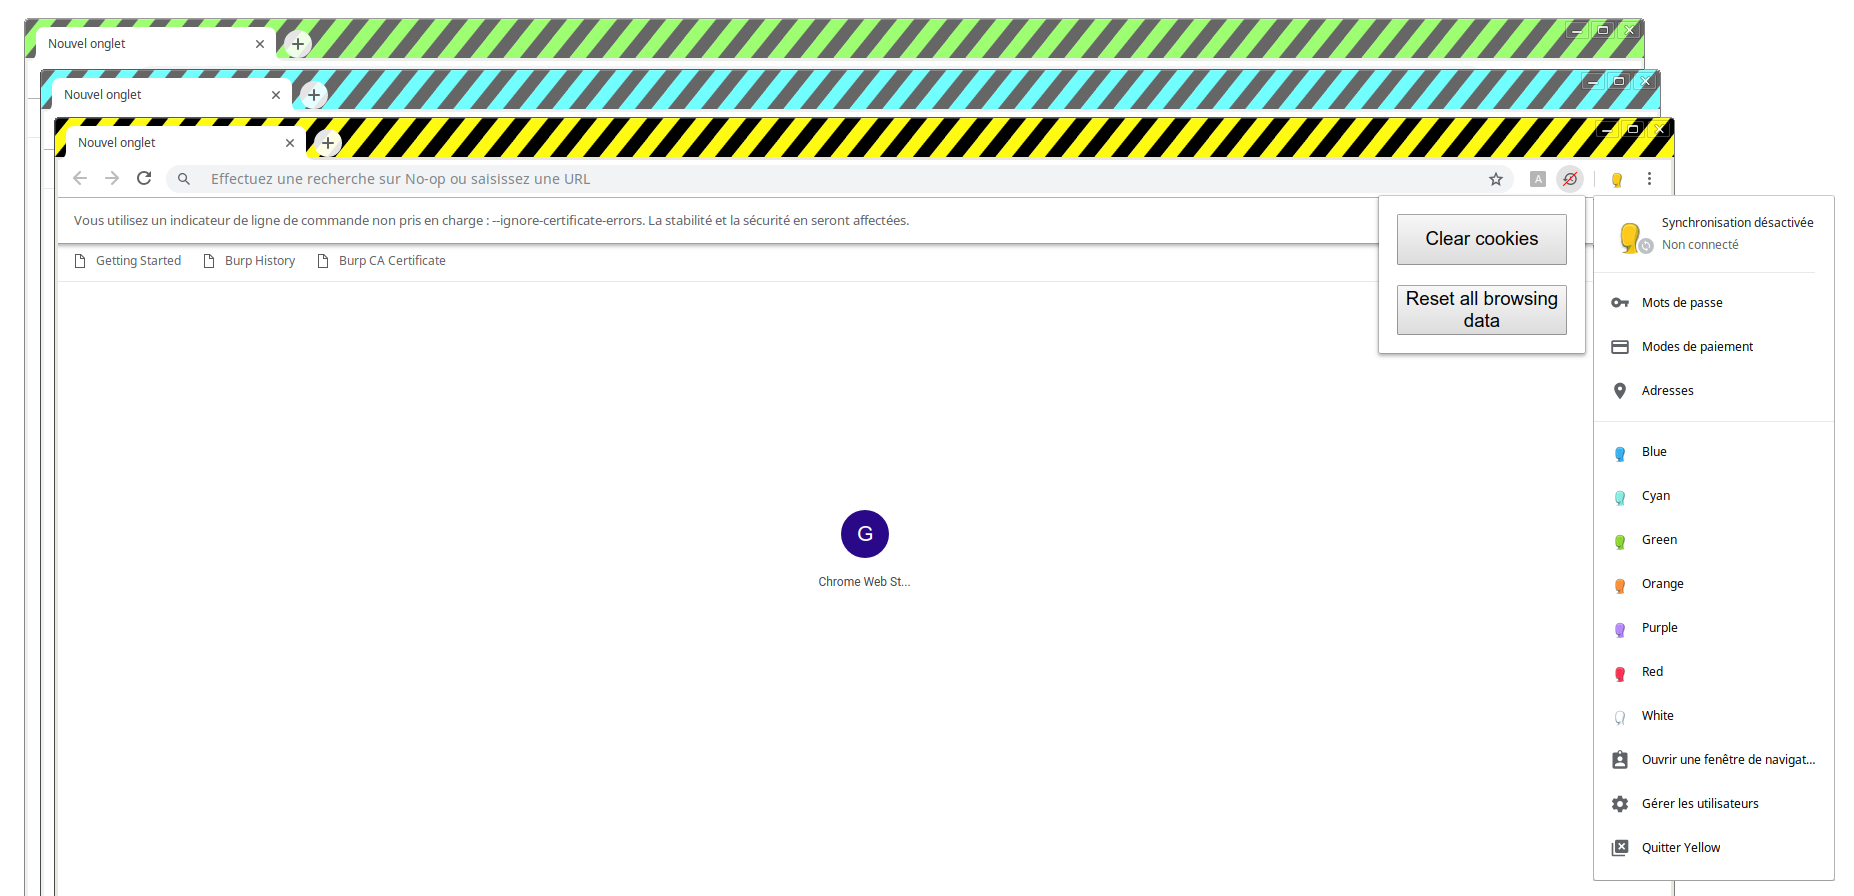 Nouvel onglet
Nouvel onglet
Nouvel onglet
Effectuez une recherche sur No-op ou saisissez une URL
A
Vous utilisez un indicateur de ligne de commande non pris en charge : --ignore-certificate-errors. La stabilité et la sécurité en seront affectées.
Getting Started
Burp History
Burp CA Certificate
Clear cookies
Reset all browsing
data
Synchronisation désactivée
Non connecté
Mots de passe
Modes de paiement
Adresses
Blue
Cyan
Green
Orange
Purple
Red
White
Ouvrir une fenêtre de navigat...
Gérer les utilisateurs
Quitter Yellow
G
Chrome Web St...